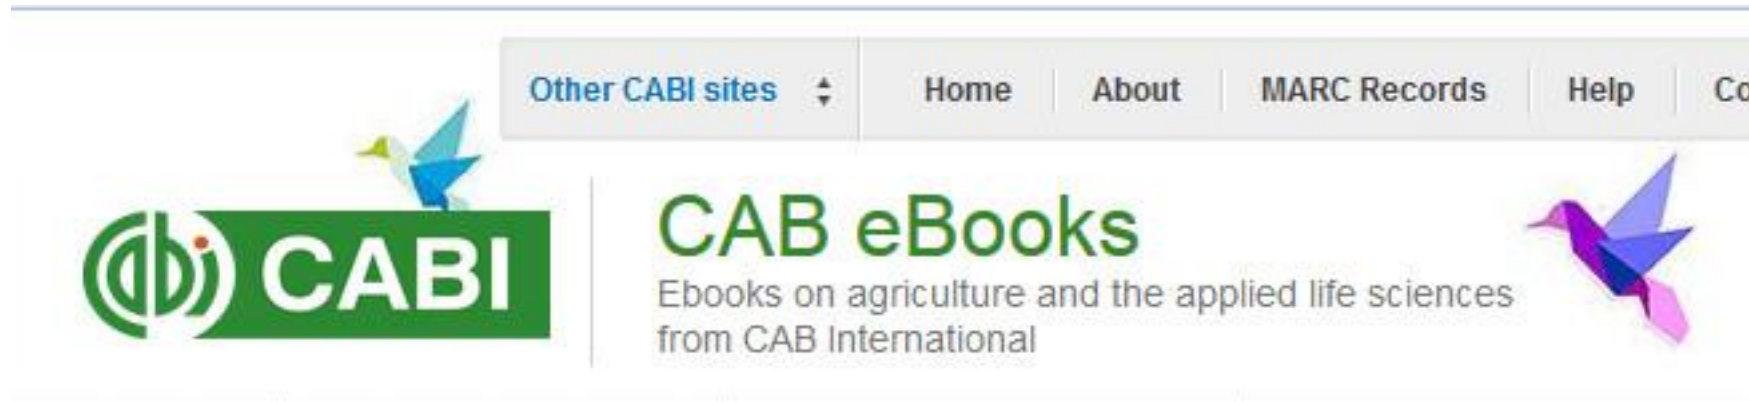 Other CABI sites Home About MARC Records Help Co
CABI
CAB eBooks
Ebooks on agriculture and the applied life sciences
from CAB International